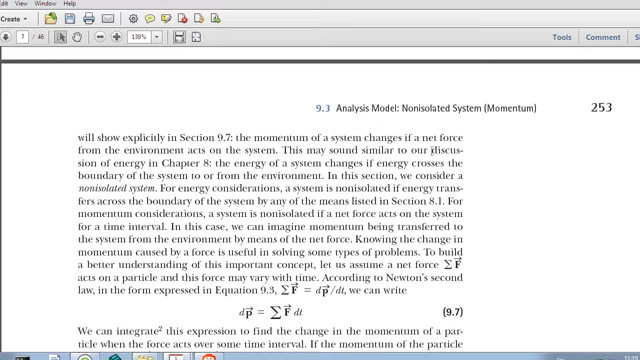 Create
7
/ 46
139%
Tools
Comment
Share
9.3 Analysis Model: Nonisolated System (Momentum) 253
will show explicitly in Section 9.7: the momentum of a system changes if a net force
from the environment acts on the system. This may sound similar to our discus-
sion of energy in Chapter 8: the energy of a system changes if energy crosses the
boundary of the system to or from the environment. In this section, we consider a
nonisolated system. For energy considerations, a system is nonisolated if energy trans-
fers across the boundary of the system by any of the means listed in Section 8.1. For
momentum considerations, a system is nonisolated if a net force acts on the system
for a time interval. In this case, we can imagine momentum being transferred to
the system from the environment by means of the net force. Knowing the change in
momentum caused by a force is useful in solving some types of problems. To build
a better understanding of this important concept, let us assume a net force ΣF⃗
acts on a particle and this force may vary with time. According to Newton's second
law, in the form expressed in Equation 9.3, ΣF⃗ = dp⃗/dt, we can write
dp⃗ = ΣF⃗ dt (9.7)
We can integrate² this expression to find the change in the momentum of a par-
ticle when the force acts over some time interval. If the momentum of the particle